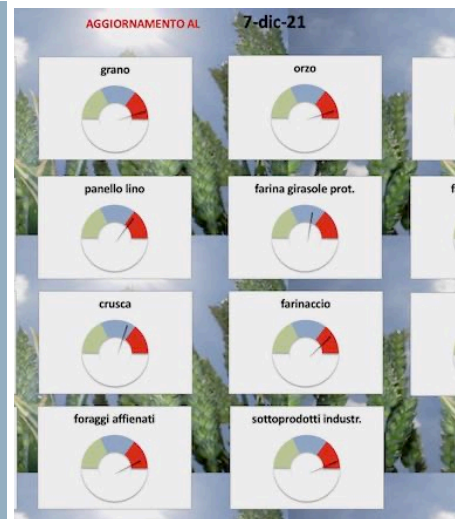 AGGIORNAMENTO AL 7-dic-21
grano orzo
panello lino farina girasole prot. f
crusca farinaccio
foraggi affienati sottoprodotti industr.